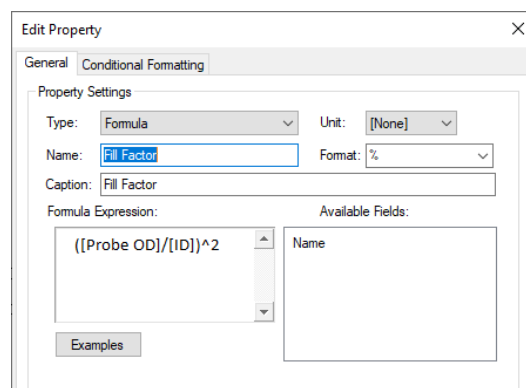 Edit Property
General Conditional Formatting
Property Settings
Type: Formula Unit: [None]
Name: Fill Factor Format: %
Caption: Fill Factor
Formula Expression: Available Fields:
([Probe OD]/[ID])^2 Name
Examples